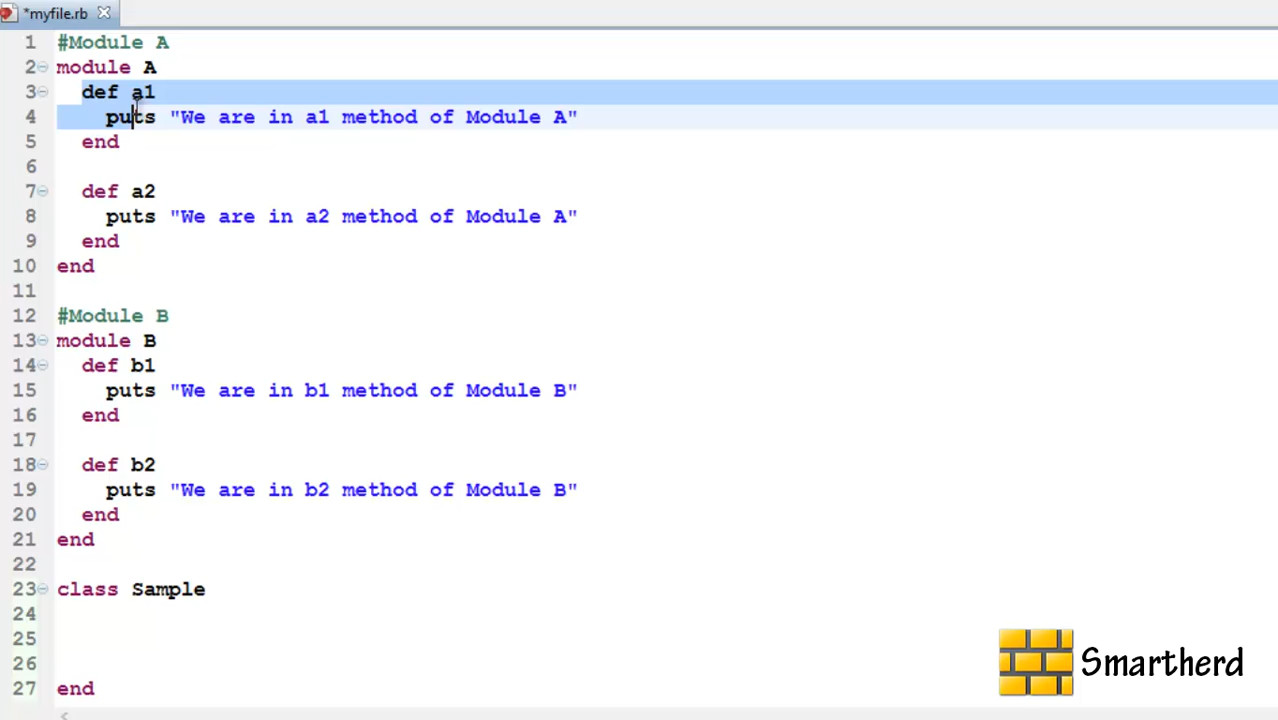 *myfile.rb
1 #Module A
2 module A
3 def a1
4 puts "We are in a1 method of Module A"
5 end
6
7 def a2
8 puts "We are in a2 method of Module A"
9 end
10 end
11
12 #Module B
13 module B
14 def b1
15 puts "We are in b1 method of Module B"
16 end
17
18 def b2
19 puts "We are in b2 method of Module B"
20 end
21 end
22
23 class Sample
24
25
26
27 end
Smartherd